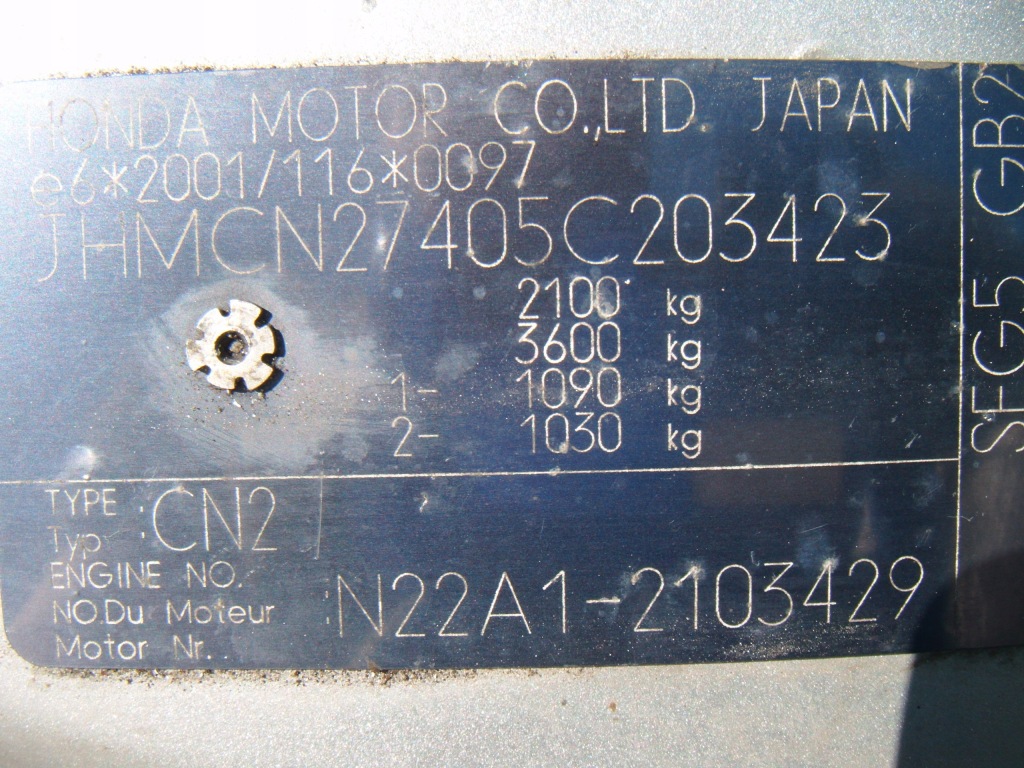 HONDA MOTOR CO.,LTD. JAPAN
e6*2001/116*0097
JHMCN27405C203423
2100 kg
3600 kg
1- 1090 kg
2- 1030 kg
TYPE : CN2
Typ
ENGINE NO.
NO.Du Moteur : N22A1-2103429
Motor Nr.
SFG5 GB2